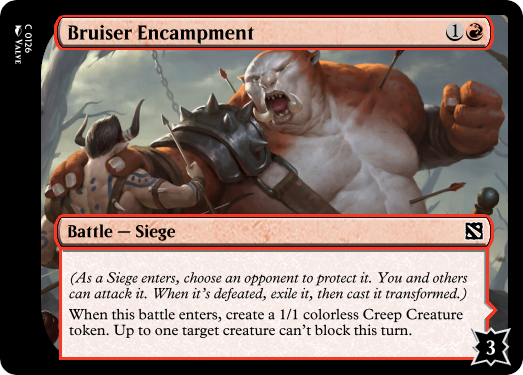 Bruiser Encampment 1
Battle — Siege
(As a Siege enters, choose an opponent to protect it. You and others
can attack it. When it's defeated, exile it, then cast it transformed.)
When this battle enters, create a 1/1 colorless Creep Creature
token. Up to one target creature can't block this turn.
3
C 0126
VALVE